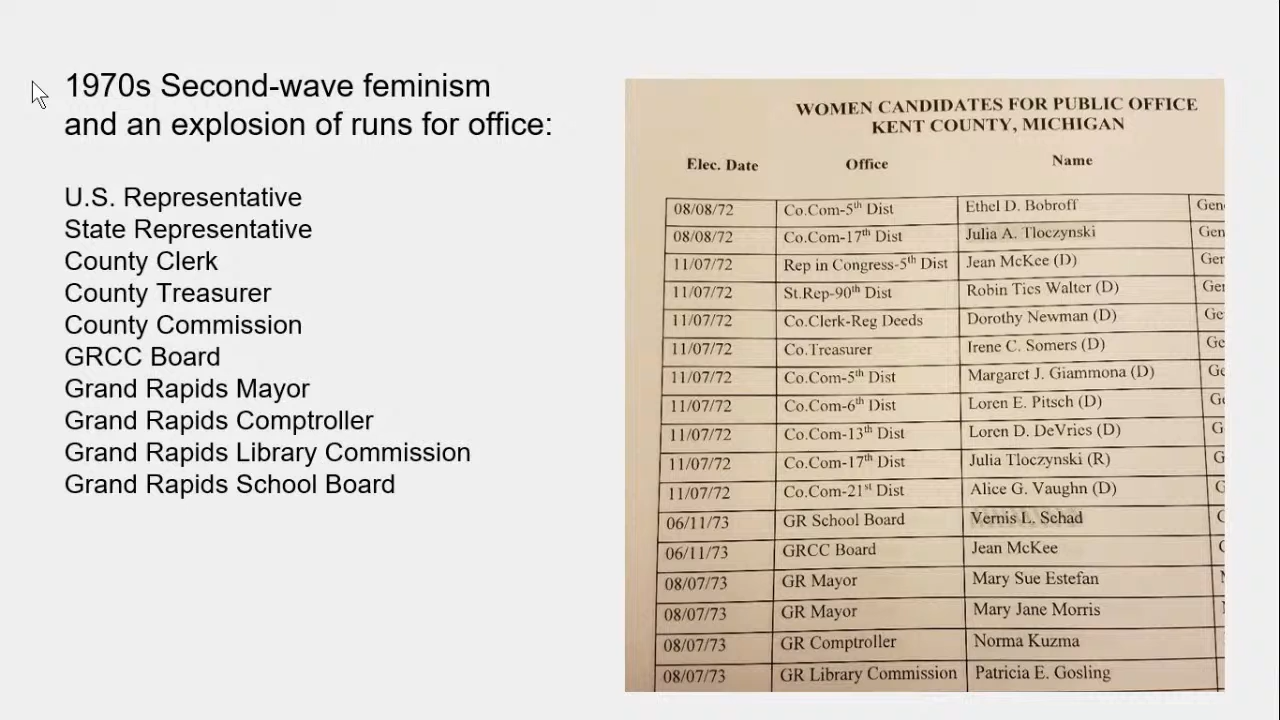 1970s Second-wave feminism
and an explosion of runs for office:
U.S. Representative
State Representative
County Clerk
County Treasurer
County Commission
GRCC Board
Grand Rapids Mayor
Grand Rapids Comptroller
Grand Rapids Library Commission
Grand Rapids School Board
WOMEN CANDIDATES FOR PUBLIC OFFICE
KENT COUNTY, MICHIGAN
Elec. Date Office Name
08/08/72 Co.Com-5th Dist Ethel D. Bobroff
08/08/72 Co.Com-17th Dist Julia A. Tloczynski
11/07/72 Rep in Congress-5th Dist Jean McKee (D)
11/07/72 St.Rep-90th Dist Robin Tics Walter (D)
11/07/72 Co.Clerk-Reg Deeds Dorothy Newman (D)
11/07/72 Co.Treasurer Irene C. Somers (D)
11/07/72 Co.Com-5th Dist Margaret J. Giammona (D)
11/07/72 Co.Com-6th Dist Loren E. Pitsch (D)
11/07/72 Co.Com-13th Dist Loren D. DeVries (D)
11/07/72 Co.Com-17th Dist Julia Tloczynski (R)
11/07/72 Co.Com-21st Dist Alice G. Vaughn (D)
06/11/73 GR School Board Vernis L. Schad
06/11/73 GRCC Board Jean McKee
08/07/73 GR Mayor Mary Sue Estefan
08/07/73 GR Mayor Mary Jane Morris
08/07/73 GR Comptroller Norma Kuzma
08/07/73 GR Library Commission Patricia E. Gosling